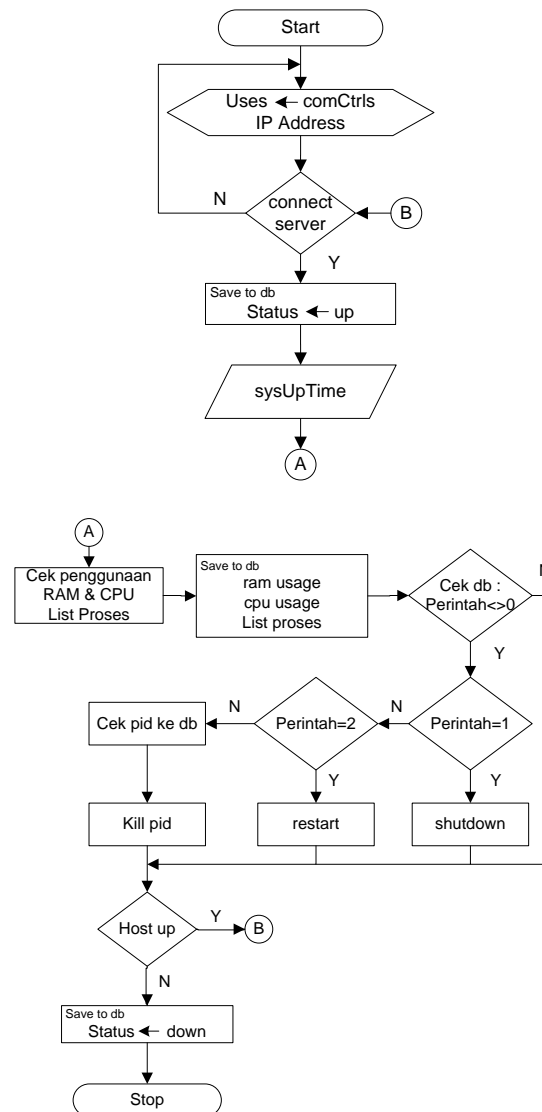 Start
Uses ← comCtrls
IP Address
N
connect
server
B
Y
Save to db
Status ← up
sysUpTime
A
A
Cek penggunaan
RAM & CPU
List Proses
Save to db
ram usage
cpu usage
List proses
Cek db :
Perintah<>0
N
Y
Cek pid ke db
N
Perintah=2
N
Perintah=1
Y
Y
Kill pid
restart
shutdown
Host up
Y
B
N
Save to db
Status ← down
Stop